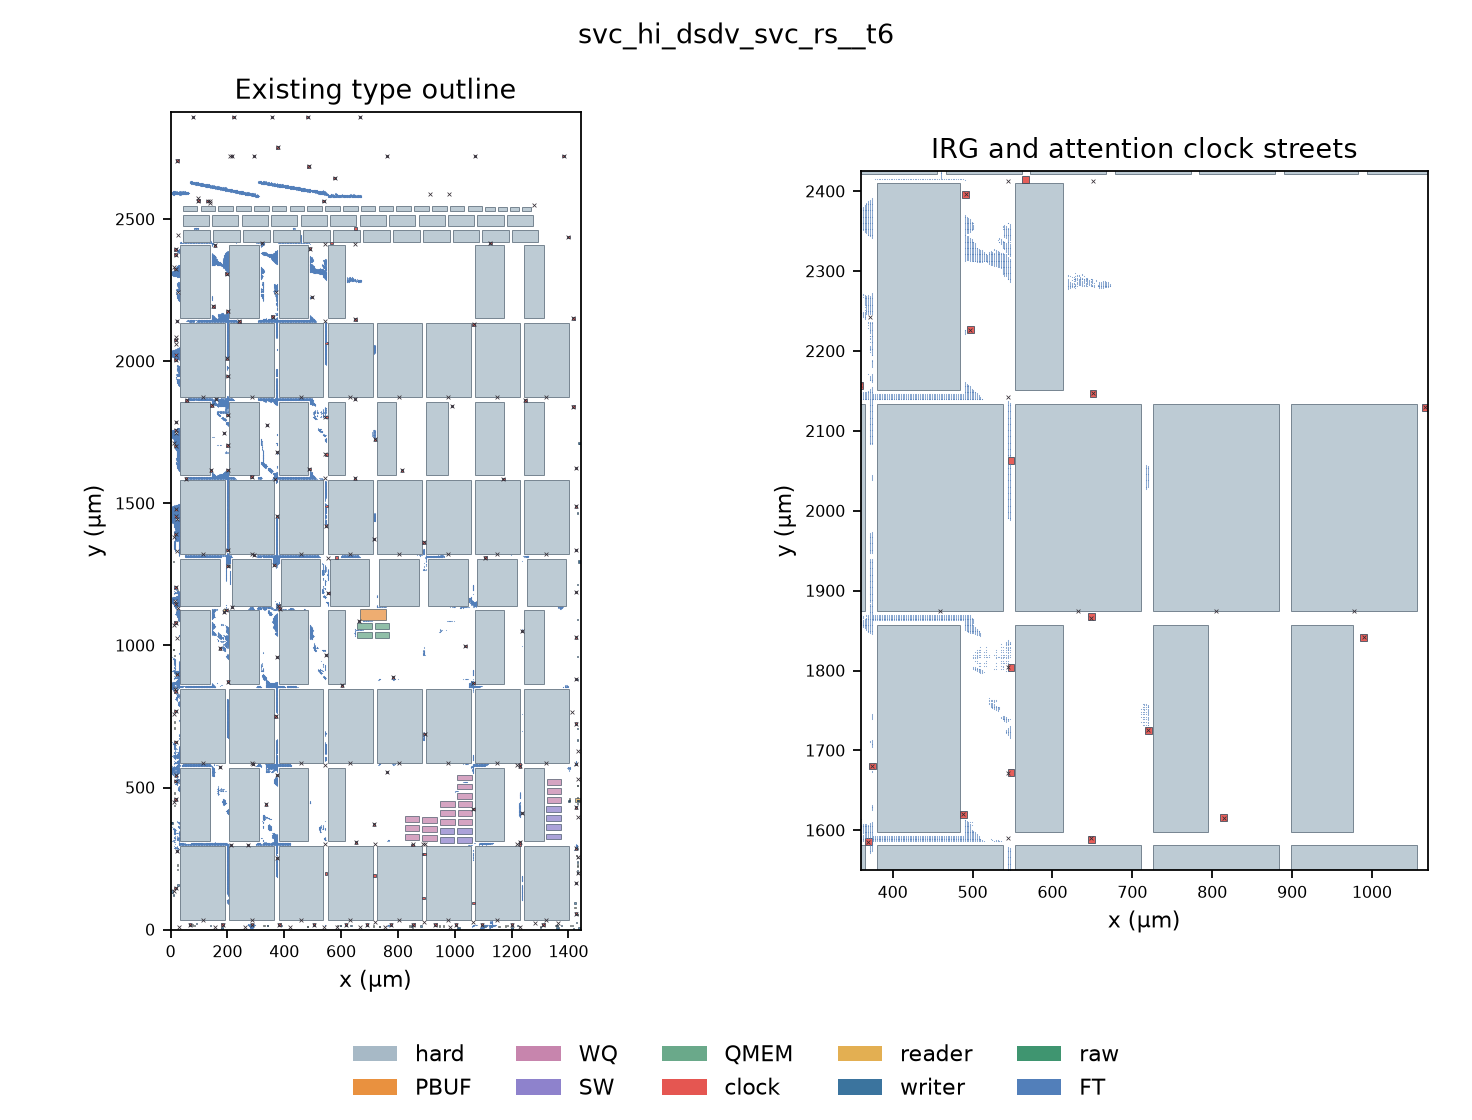 svc_hi_dsdv_svc_rs__t6
Existing type outline
IRG and attention clock streets
y (μm)
2500
2000
1500
1000
500
0
0 200 400 600 800 1000 1200 1400
x (μm)
y (μm)
2400
2300
2200
2100
2000
1900
1800
1700
1600
400 500 600 700 800 900 1000
x (μm)
hard WQ QMEM reader raw
PBUF SW clock writer FT